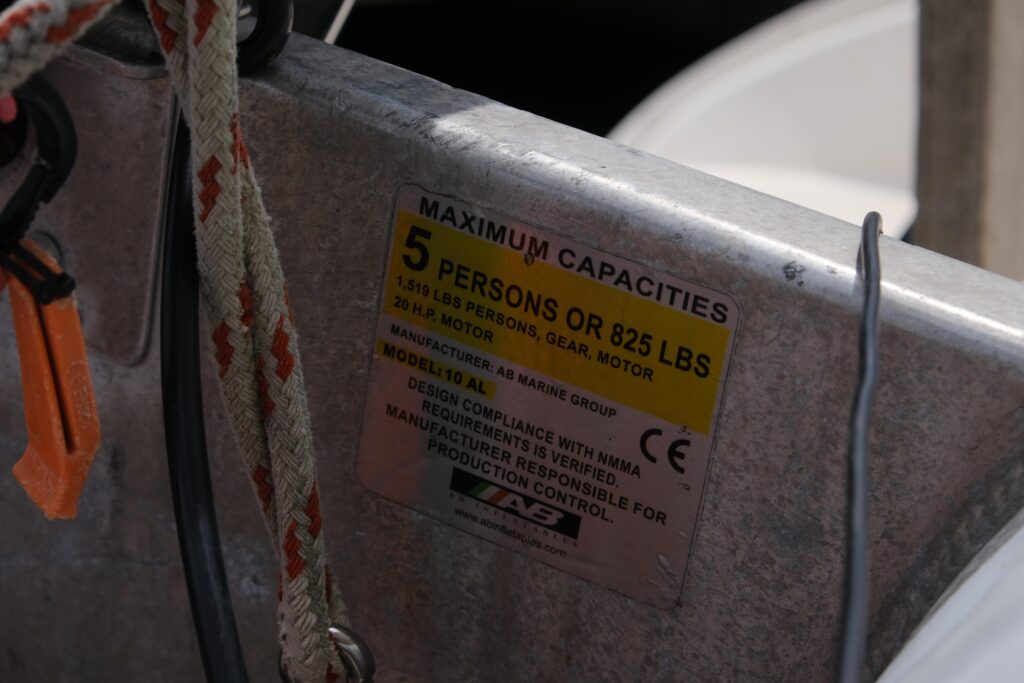 MAXIMUM CAPACITIES
5 PERSONS OR 825 LBS
1,519 LBS PERSONS, GEAR, MOTOR
20 H.P. MOTOR
MANUFACTURER: AB MARINE GROUP
MODEL: 10 AL
DESIGN COMPLIANCE WITH NMMA
REQUIREMENTS IS VERIFIED.
MANUFACTURER RESPONSIBLE FOR
PRODUCTION CONTROL.
CE
AB
AB INFLATABLES
www.abinflatables.com